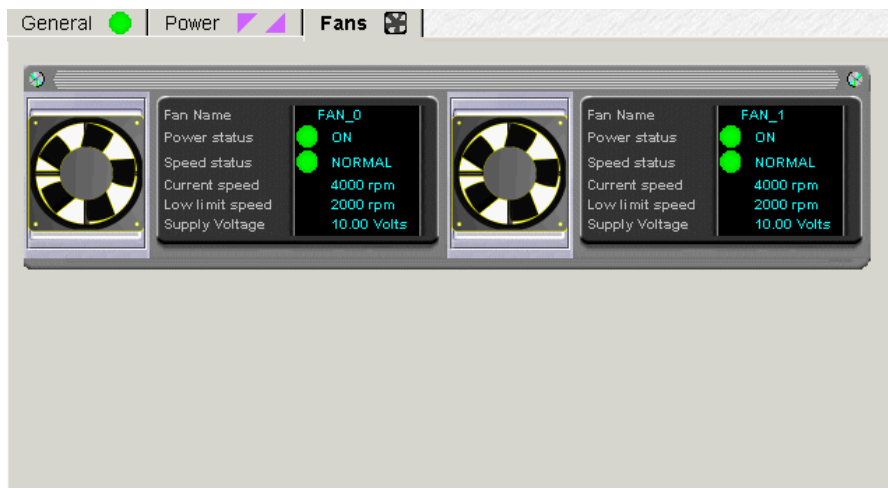 General Power Fans
Fan Name FAN_0
Power status ON
Speed status NORMAL
Current speed 4000 rpm
Low limit speed 2000 rpm
Supply Voltage 10.00 Volts
Fan Name FAN_1
Power status ON
Speed status NORMAL
Current speed 4000 rpm
Low limit speed 2000 rpm
Supply Voltage 10.00 Volts